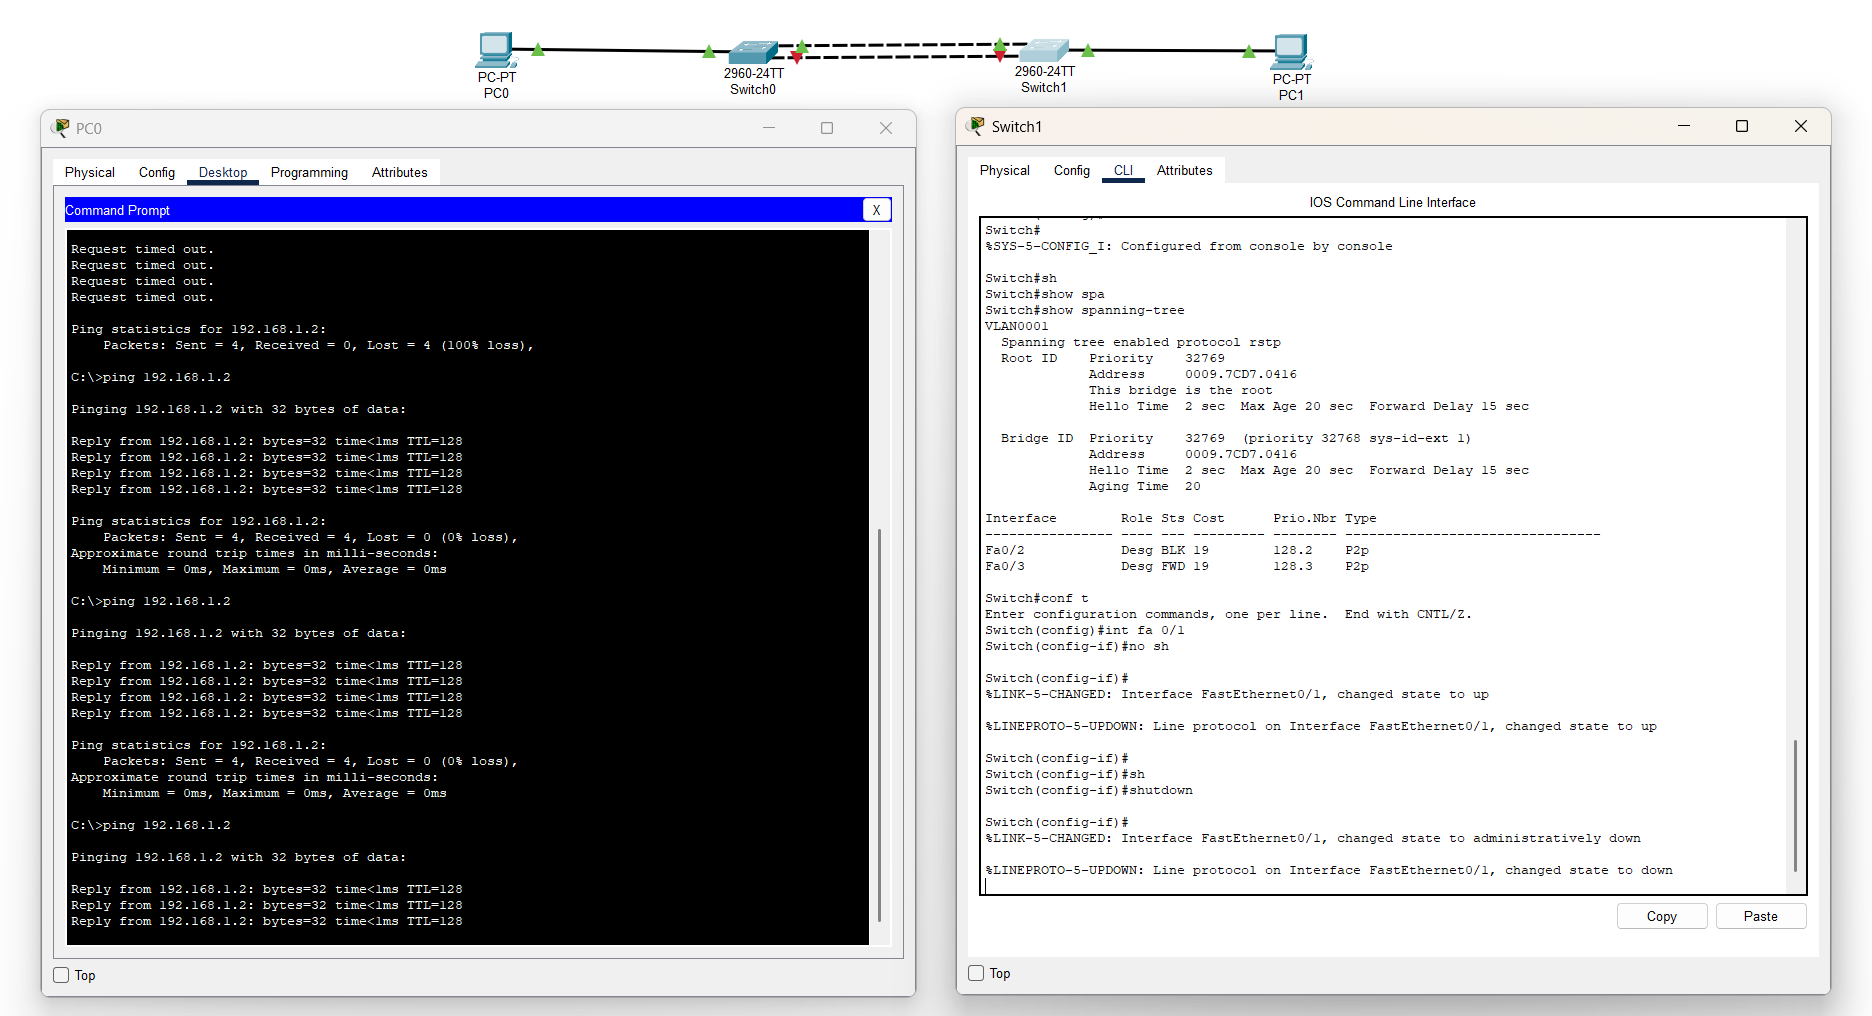 PC-PT
PC0
2960-24TT
Switch0
2960-24TT
Switch1
PC-PT
PC1
PC0
Physical Config Desktop Programming Attributes
Command Prompt
X
Request timed out.
Request timed out.
Request timed out.
Request timed out.
Ping statistics for 192.168.1.2:
Packets: Sent = 4, Received = 0, Lost = 4 (100% loss),
C:\>ping 192.168.1.2
Pinging 192.168.1.2 with 32 bytes of data:
Reply from 192.168.1.2: bytes=32 time<1ms TTL=128
Reply from 192.168.1.2: bytes=32 time<1ms TTL=128
Reply from 192.168.1.2: bytes=32 time<1ms TTL=128
Reply from 192.168.1.2: bytes=32 time<1ms TTL=128
Ping statistics for 192.168.1.2:
Packets: Sent = 4, Received = 4, Lost = 0 (0% loss),
Approximate round trip times in milli-seconds:
Minimum = 0ms, Maximum = 0ms, Average = 0ms
C:\>ping 192.168.1.2
Pinging 192.168.1.2 with 32 bytes of data:
Reply from 192.168.1.2: bytes=32 time<1ms TTL=128
Reply from 192.168.1.2: bytes=32 time<1ms TTL=128
Reply from 192.168.1.2: bytes=32 time<1ms TTL=128
Reply from 192.168.1.2: bytes=32 time<1ms TTL=128
Ping statistics for 192.168.1.2:
Packets: Sent = 4, Received = 4, Lost = 0 (0% loss),
Approximate round trip times in milli-seconds:
Minimum = 0ms, Maximum = 0ms, Average = 0ms
C:\>ping 192.168.1.2
Pinging 192.168.1.2 with 32 bytes of data:
Reply from 192.168.1.2: bytes=32 time<1ms TTL=128
Reply from 192.168.1.2: bytes=32 time<1ms TTL=128
Reply from 192.168.1.2: bytes=32 time<1ms TTL=128
Top
Switch1
Physical Config CLI Attributes
IOS Command Line Interface
Switch#
%SYS-5-CONFIG_I: Configured from console by console
Switch#sh
Switch#show spa
Switch#show spanning-tree
VLAN0001
Spanning tree enabled protocol rstp
Root ID Priority 32769
Address 0009.7CD7.0416
This bridge is the root
Hello Time 2 sec Max Age 20 sec Forward Delay 15 sec
Bridge ID Priority 32769 (priority 32768 sys-id-ext 1)
Address 0009.7CD7.0416
Hello Time 2 sec Max Age 20 sec Forward Delay 15 sec
Aging Time 20
Interface Role Sts Cost Prio.Nbr Type
---------------- ---- --- --------- -------- --------------------------------
Fa0/2 Desg BLK 19 128.2 P2p
Fa0/3 Desg FWD 19 128.3 P2p
Switch#conf t
Enter configuration commands, one per line. End with CNTL/Z.
Switch(config)#int fa 0/1
Switch(config-if)#no sh
Switch(config-if)#
%LINK-5-CHANGED: Interface FastEthernet0/1, changed state to up
%LINEPROTO-5-UPDOWN: Line protocol on Interface FastEthernet0/1, changed state to up
Switch(config-if)#
Switch(config-if)#sh
Switch(config-if)#shutdown
Switch(config-if)#
%LINK-5-CHANGED: Interface FastEthernet0/1, changed state to administratively down
%LINEPROTO-5-UPDOWN: Line protocol on Interface FastEthernet0/1, changed state to down
Copy Paste
Top